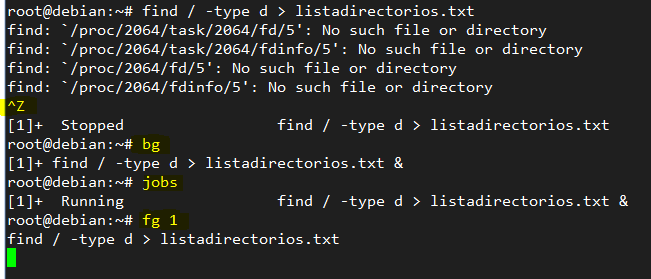 root@debian:~# find / -type d > listadirectorios.txt
find: `/proc/2064/task/2064/fd/5': No such file or directory
find: `/proc/2064/task/2064/fdinfo/5': No such file or directory
find: `/proc/2064/fd/5': No such file or directory
find: `/proc/2064/fdinfo/5': No such file or directory
^Z
[1]+  Stopped                 find / -type d > listadirectorios.txt
root@debian:~# bg
[1]+ find / -type d > listadirectorios.txt &
root@debian:~# jobs
[1]+  Running                 find / -type d > listadirectorios.txt &
root@debian:~# fg 1
find / -type d > listadirectorios.txt